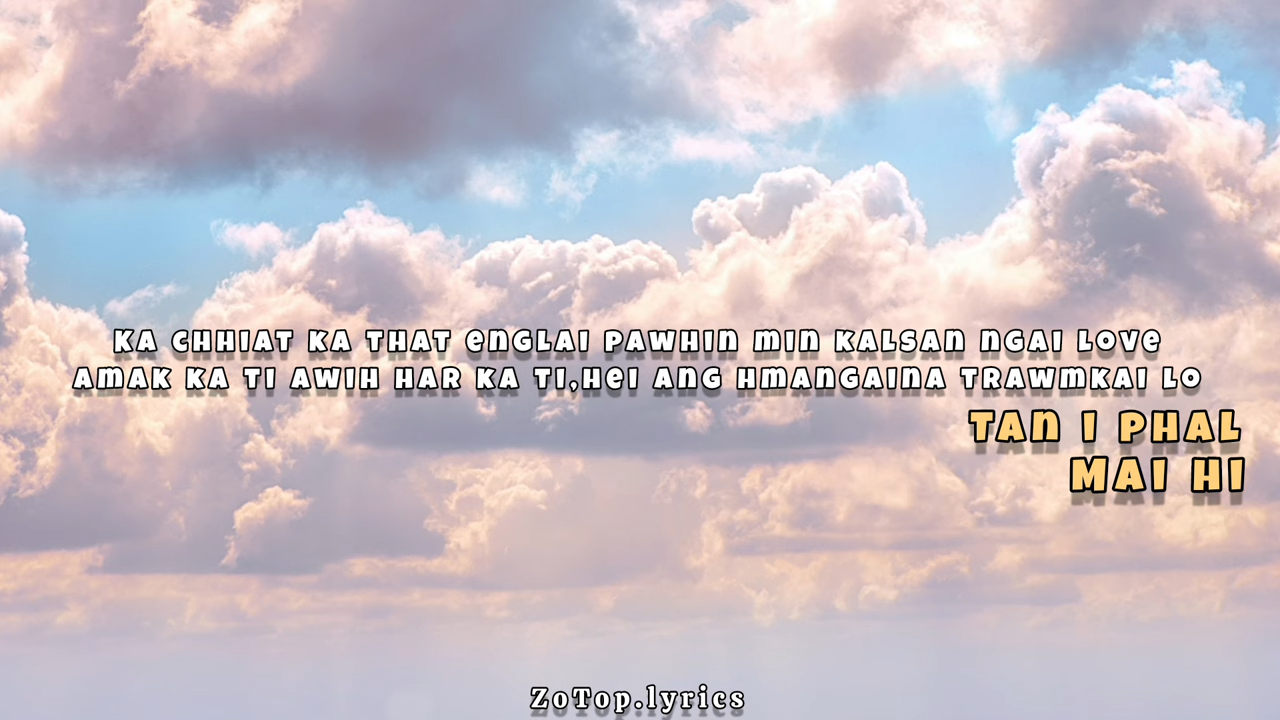 Ka chhiat ka that englai pawhin min kalsan ngai love
Amak ka ti awih har ka ti,hei ang hmangaina trawmkai lo
Tan i phal
Mai hi
ZoTop.lyrics